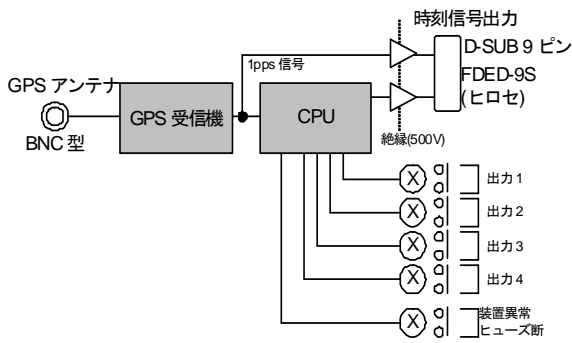 時刻信号出力
D-SUB 9 ピン
FDED-9S
(ヒロセ)
1pps 信号
GPS アンテナ
BNC 型
GPS 受信機
CPU
絶縁(500V)
X
出力1
X
出力2
X
出力3
X
出力4
X
装置異常
ヒューズ断